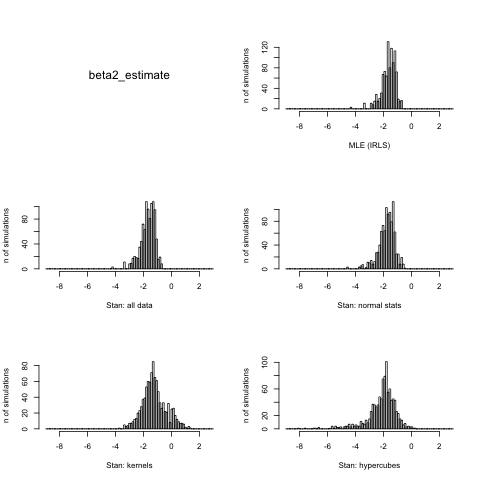 beta2_estimate
n of simulations
0 40 80 120
-8 -6 -4 -2 0 2
MLE (IRLS)
n of simulations
0 40 80
-8 -6 -4 -2 0 2
Stan: all data
n of simulations
0 40 80
-8 -6 -4 -2 0 2
Stan: normal stats
n of simulations
0 20 40 60 80
-8 -6 -4 -2 0 2
Stan: kernels
n of simulations
0 20 60 100
-8 -6 -4 -2 0 2
Stan: hypercubes